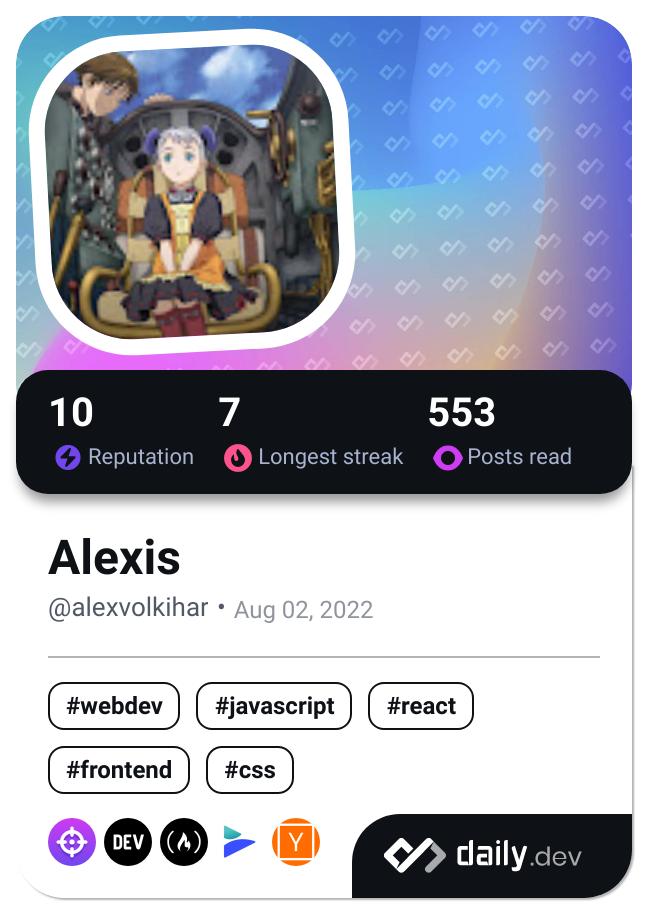 10 7 553
Reputation Longest streak Posts read
Alexis
@alexvolkihar • Aug 02, 2022
#webdev #javascript #react
#frontend #css
DEV Y daily.dev